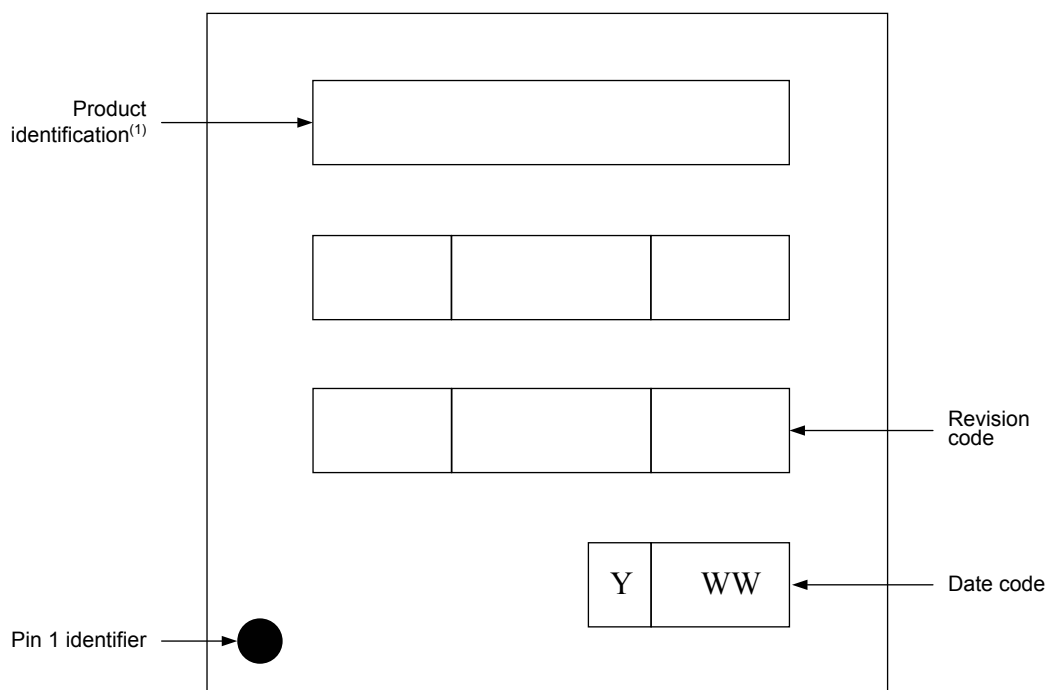 Product
identification(1)
Revision
code
Y WW
Date code
Pin 1 identifier